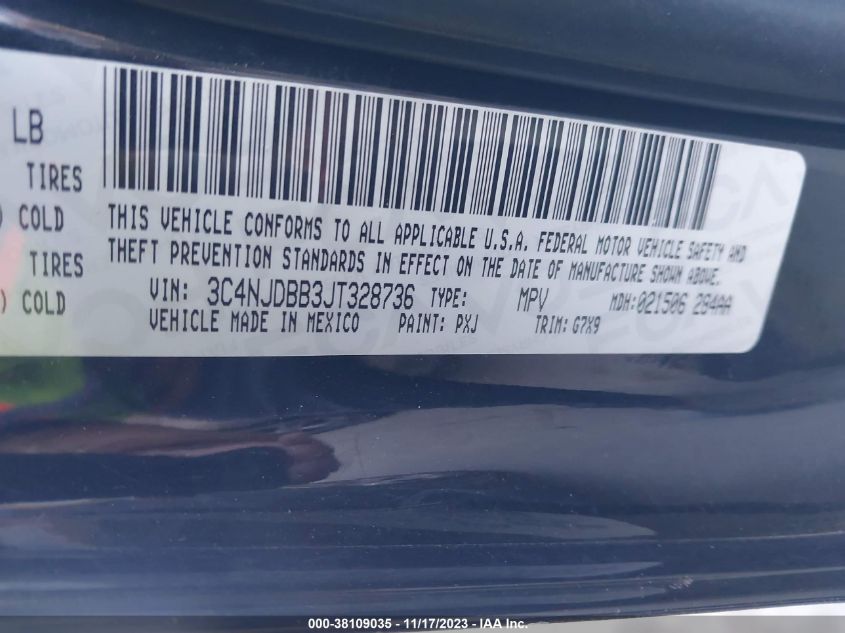 LB
TIRES
) COLD
TIRES
) COLD
THIS VEHICLE CONFORMS TO ALL APPLICABLE U.S.A. FEDERAL MOTOR VEHICLE SAFETY AND
THEFT PREVENTION STANDARDS IN EFFECT ON THE DATE OF MANUFACTURE SHOWN ABOVE.
VIN: 3C4NJDBB3JT328736 TYPE: MPV MDH:021506 284AA
VEHICLE MADE IN MEXICO PAINT: PXJ TRIM: G7X9
000-38109035 - 11/17/2023 - © IAA Inc.